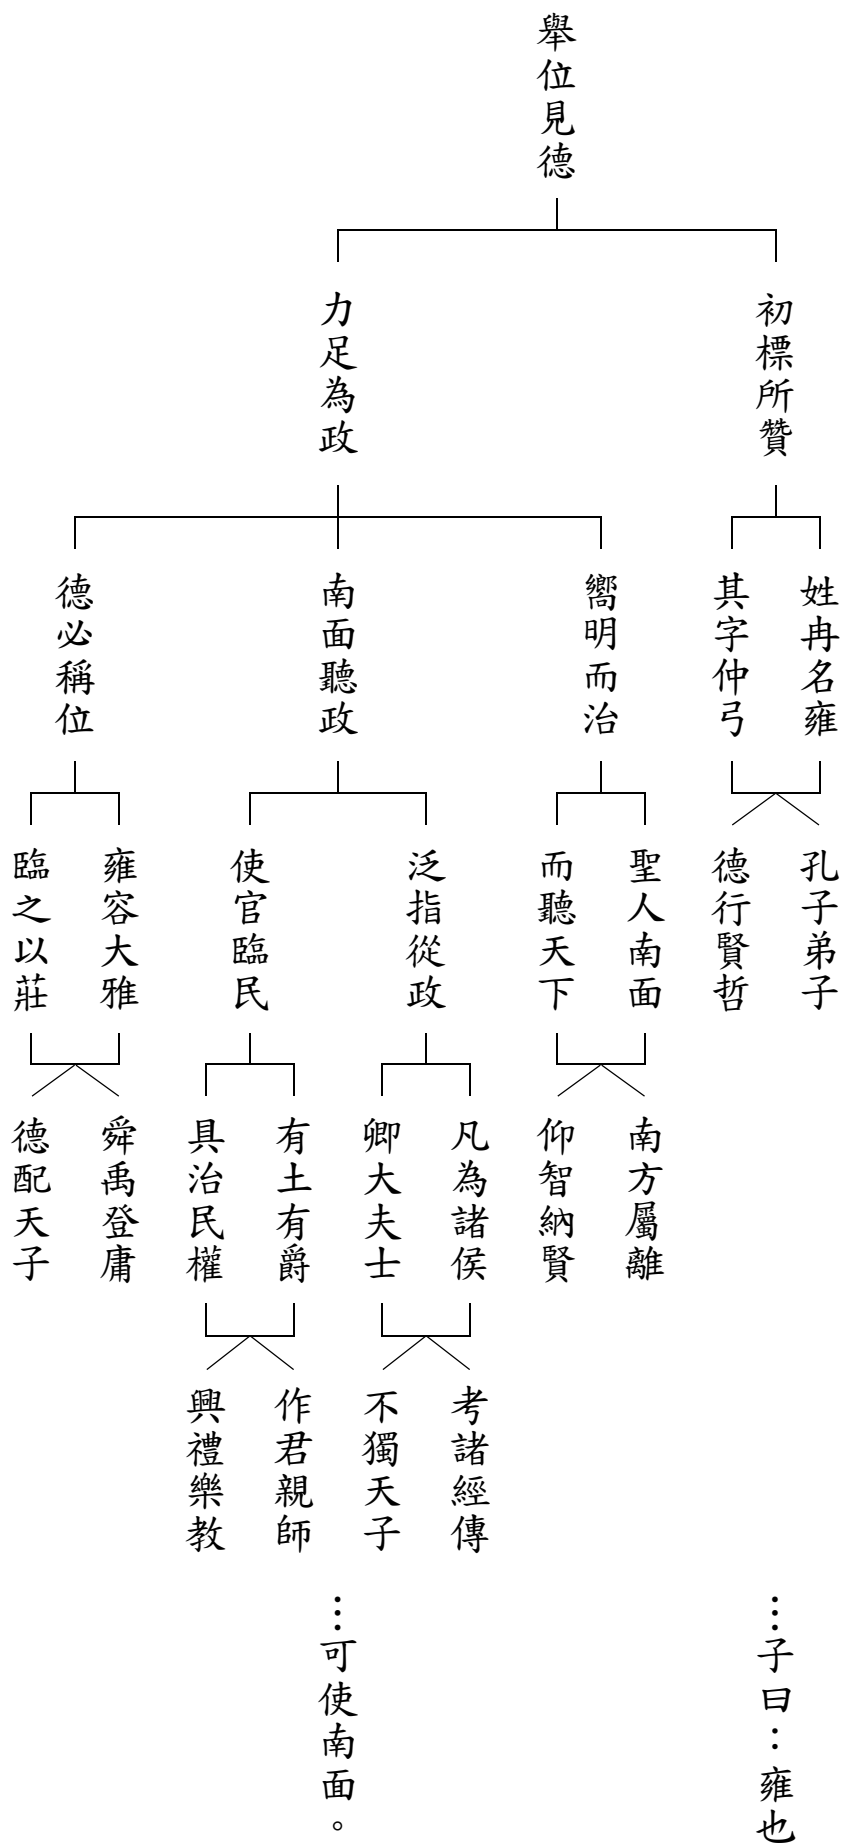 舉位見德
初標所贊
力足為政
姓冉名雍
其字仲弓
嚮明而治
南面聽政
德必稱位
孔子弟子
德行賢哲
聖人南面
而聽天下
泛指從政
使官臨民
雍容大雅
臨之以莊
南方屬離
仰智納賢
凡為諸侯
卿大夫士
有土有爵
具治民權
舜禹登庸
德配天子
考諸經傳
不獨天子
作君親師
興禮樂教
…子曰：雍也
…可使南面。